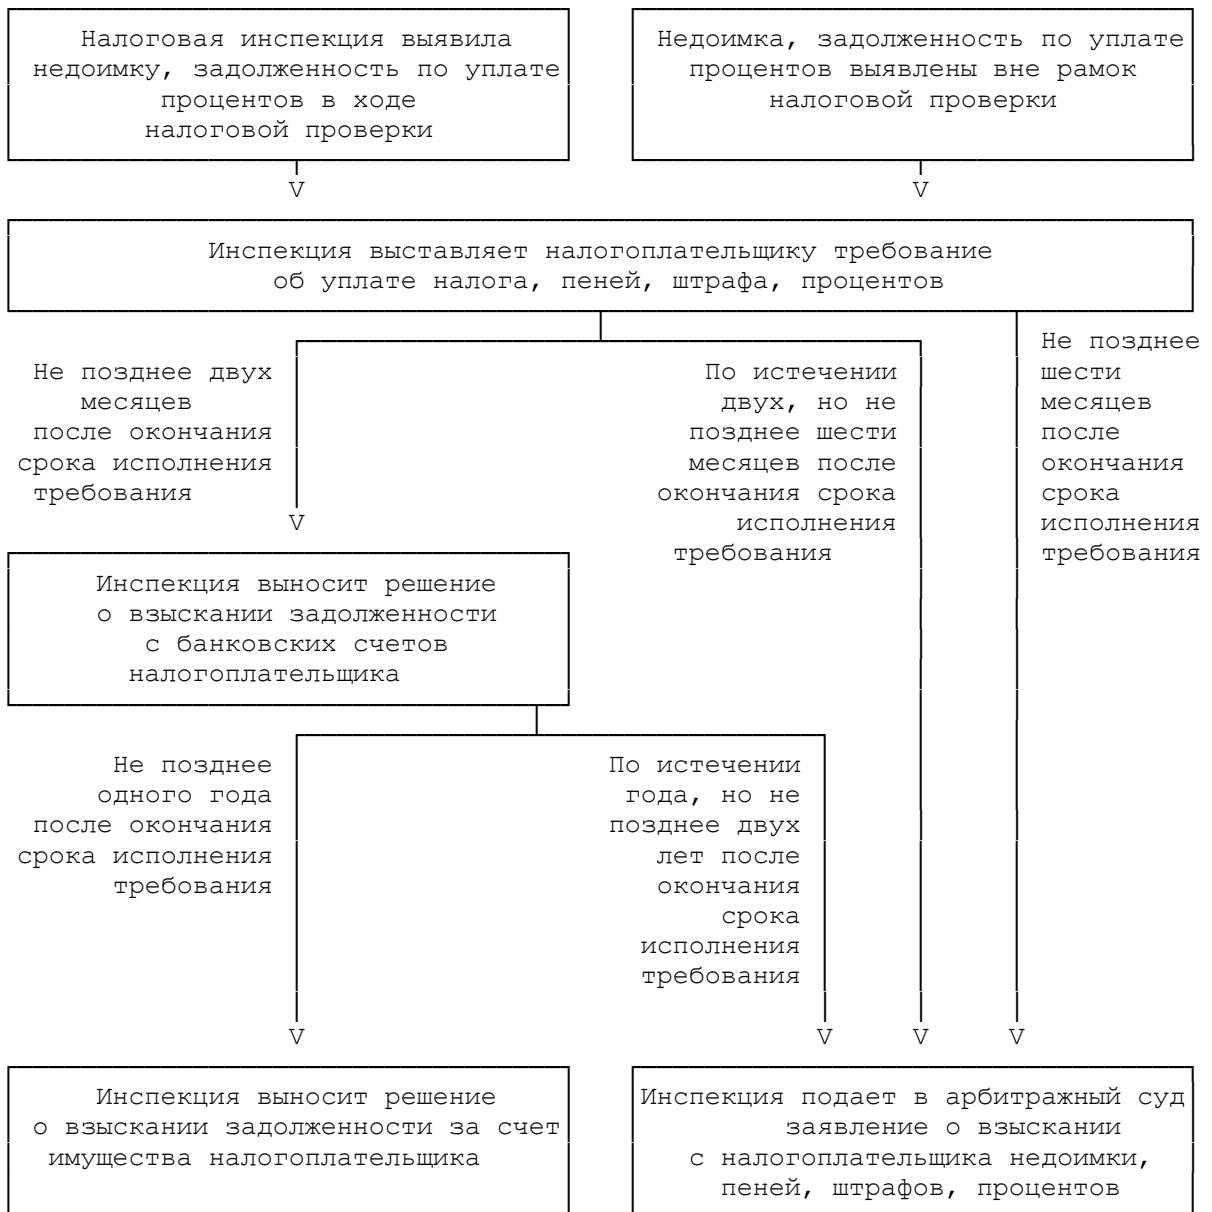 Налоговая инспекция выявила
недоимку, задолженность по уплате
процентов в ходе
налоговой проверки
Недоимка, задолженность по уплате
процентов выявлены вне рамок
налоговой проверки
V
V
Инспекция выставляет налогоплательщику требование
об уплате налога, пеней, штрафа, процентов
Не позднее двух
месяцев
после окончания
срока исполнения
требования
V
По истечении
двух, но не
позднее шести
месяцев после
окончания срока
исполнения
требования
Не позднее
шести
месяцев
после
окончания
срока
исполнения
требования
Инспекция выносит решение
о взыскании задолженности
с банковских счетов
налогоплательщика
Не позднее
одного года
после окончания
срока исполнения
требования
По истечении
года, но не
позднее двух
лет после
окончания
срока
исполнения
требования
V
V
V
V
Инспекция выносит решение
о взыскании задолженности за счет
имущества налогоплательщика
Инспекция подает в арбитражный суд
заявление о взыскании
с налогоплательщика недоимки,
пеней, штрафов, процентов